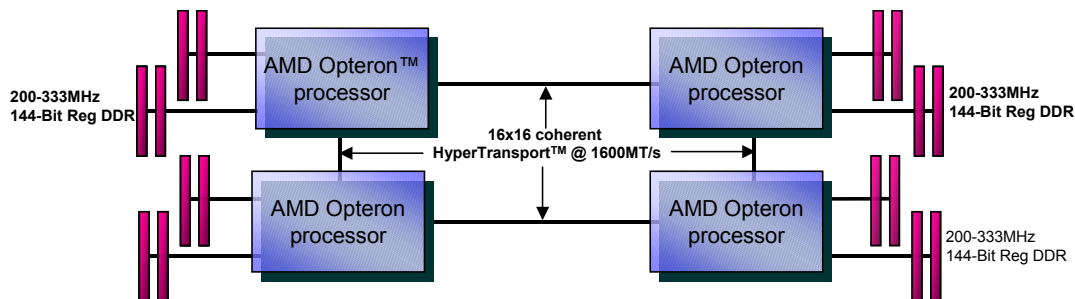 AMD Opteron™
processor
AMD Opteron
processor
200-333MHz
144-Bit Reg DDR
200-333MHz
144-Bit Reg DDR
16x16 coherent
HyperTransport™ @ 1600MT/s
AMD Opteron
processor
AMD Opteron
processor
200-333MHz
144-Bit Reg DDR